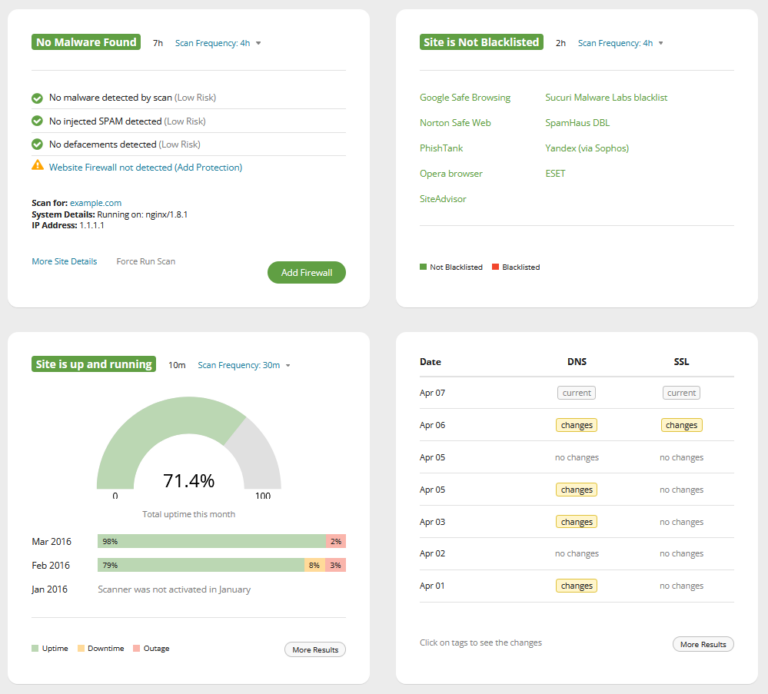 No Malware Found 7h Scan Frequency: 4h
No malware detected by scan (Low Risk)
No injected SPAM detected (Low Risk)
No defacements detected (Low Risk)
Website Firewall not detected (Add Protection)
Scan for: example.com
System Details: Running on: nginx/1.8.1
IP Address: 1.1.1.1
More Site Details Force Run Scan
Add Firewall
Site is Not Blacklisted 2h Scan Frequency: 4h
Google Safe Browsing Sucuri Malware Labs blacklist
Norton Safe Web SpamHaus DBL
PhishTank Yandex (via Sophos)
Opera browser ESET
SiteAdvisor
Not Blacklisted Blacklisted
Site is up and running 10m Scan Frequency: 30m
71.4%
0 100
Total uptime this month
Mar 2016 98% 2%
Feb 2016 79% 8% 3%
Jan 2016 Scanner was not activated in January
Uptime Downtime Outage More Results
Date DNS SSL
Apr 07 current current
Apr 06 changes changes
Apr 05 no changes no changes
Apr 05 changes no changes
Apr 03 changes no changes
Apr 02 no changes no changes
Apr 01 changes no changes
Click on tags to see the changes More Results